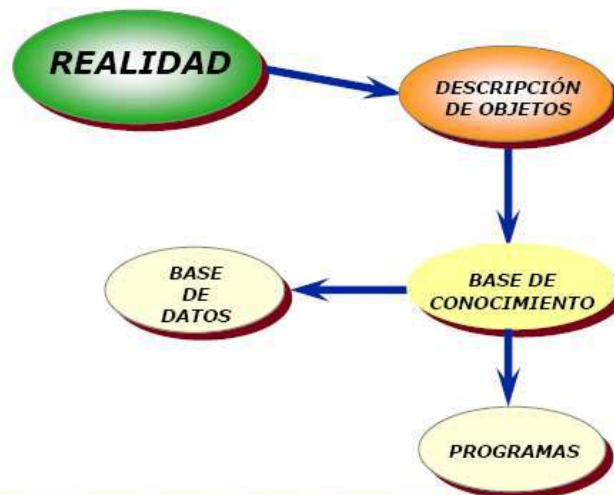 REALIDAD
DESCRIPCIÓN
DE OBJETOS
BASE
DE
DATOS
BASE DE
CONOCIMIENTO
PROGRAMAS